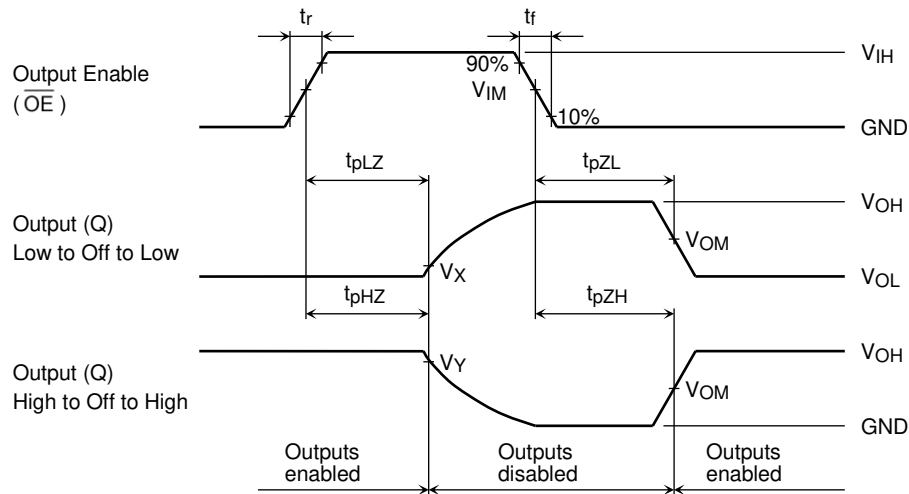 tr
tf
Output Enable
( OE )
90%
VIM
10%
VIH
GND
tpLZ
tpZL
Output (Q)
Low to Off to Low
VX
VOH
VOM
VOL
tpHZ
tpZH
Output (Q)
High to Off to High
VY
VOH
VOM
GND
Outputs
enabled
Outputs
disabled
Outputs
enabled